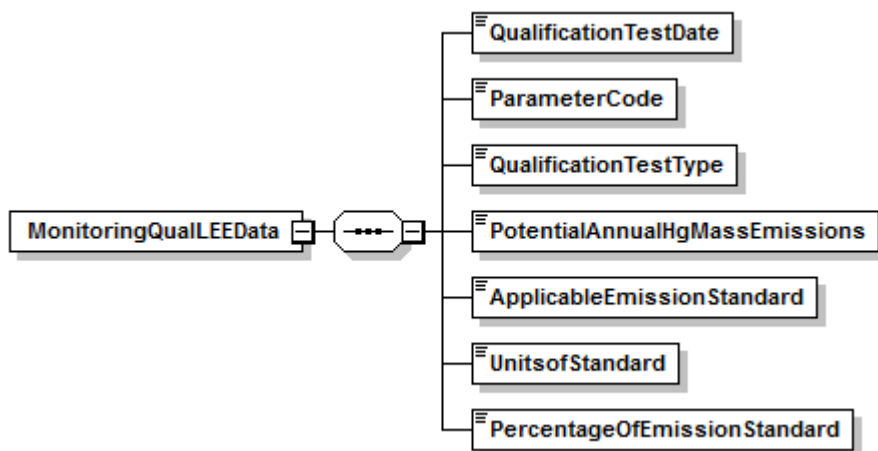 QualificationTestDate
ParameterCode
QualificationTestType
MonitoringQualLEEData
PotentialAnnualHgMassEmissions
ApplicableEmissionStandard
UnitsofStandard
PercentageOfEmissionStandard